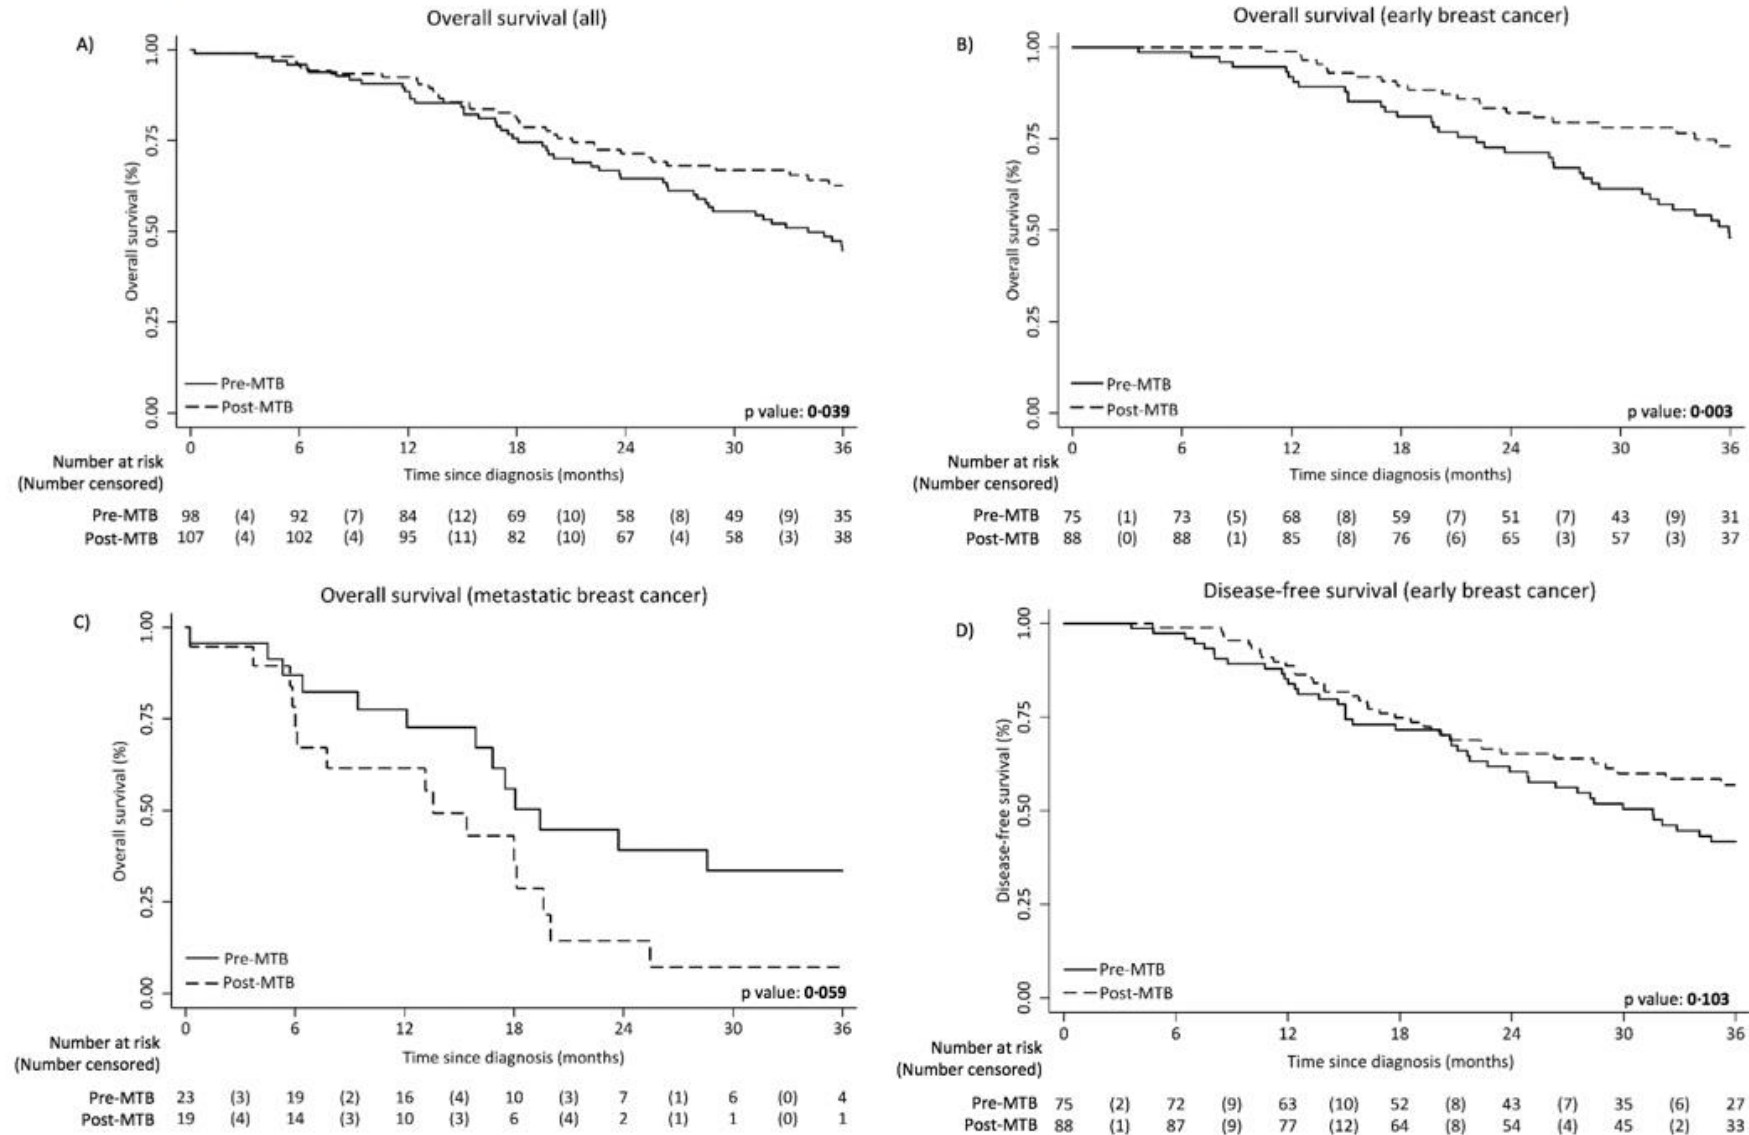 Overall survival (all)
A)
1.00
0.75
0.50
0.25
0.00
Overall survival (%)
Pre-MTB
Post-MTB
p value: 0·039
0 6 12 18 24 30 36
Time since diagnosis (months)
Number at risk
(Number censored)
Pre-MTB 98 (4) 92 (7) 84 (12) 69 (10) 58 (8) 49 (9) 35
Post-MTB 107 (4) 102 (4) 95 (11) 82 (10) 67 (4) 58 (3) 38
Overall survival (early breast cancer)
B)
1.00
0.75
0.50
0.25
0.00
Overall survival (%)
Pre-MTB
Post-MTB
p value: 0·003
0 6 12 18 24 30 36
Time since diagnosis (months)
Number at risk
(Number censored)
Pre-MTB 75 (1) 73 (5) 68 (8) 59 (7) 51 (7) 43 (9) 31
Post-MTB 88 (0) 88 (1) 85 (8) 76 (6) 65 (3) 57 (3) 37
Overall survival (metastatic breast cancer)
C)
1.00
0.75
0.50
0.25
0.00
Overall survival (%)
Pre-MTB
Post-MTB
p value: 0·059
0 6 12 18 24 30 36
Time since diagnosis (months)
Number at risk
(Number censored)
Pre-MTB 23 (3) 19 (2) 16 (4) 10 (3) 7 (1) 6 (0) 4
Post-MTB 19 (4) 14 (3) 10 (3) 6 (4) 2 (1) 1 (0) 1
Disease-free survival (early breast cancer)
D)
1.00
0.75
0.50
0.25
0.00
Disease-free survival (%)
Pre-MTB
Post-MTB
p value: 0·103
0 6 12 18 24 30 36
Time since diagnosis (months)
Number at risk
(Number censored)
Pre-MTB 75 (2) 72 (9) 63 (10) 52 (8) 43 (7) 35 (6) 27
Post-MTB 88 (1) 87 (9) 77 (12) 64 (8) 54 (4) 45 (2) 33